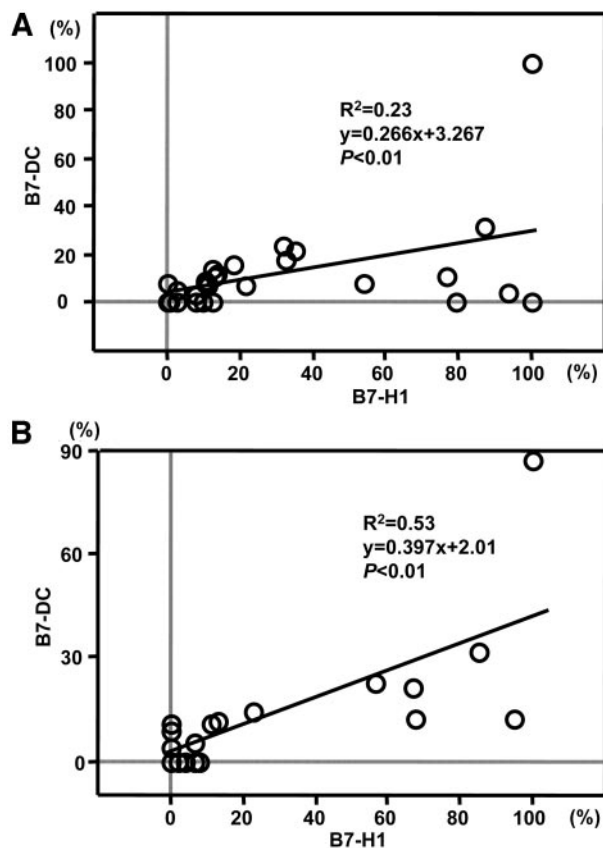 A (%)
100
80
60
40
20
0
B7-DC
R²=0.23
y=0.266x+3.267
P<0.01
0 20 40 60 80 100 (%)
B7-H1
B (%)
90
60
30
0
B7-DC
R²=0.53
y=0.397x+2.01
P<0.01
0 20 40 60 80 100 (%)
B7-H1